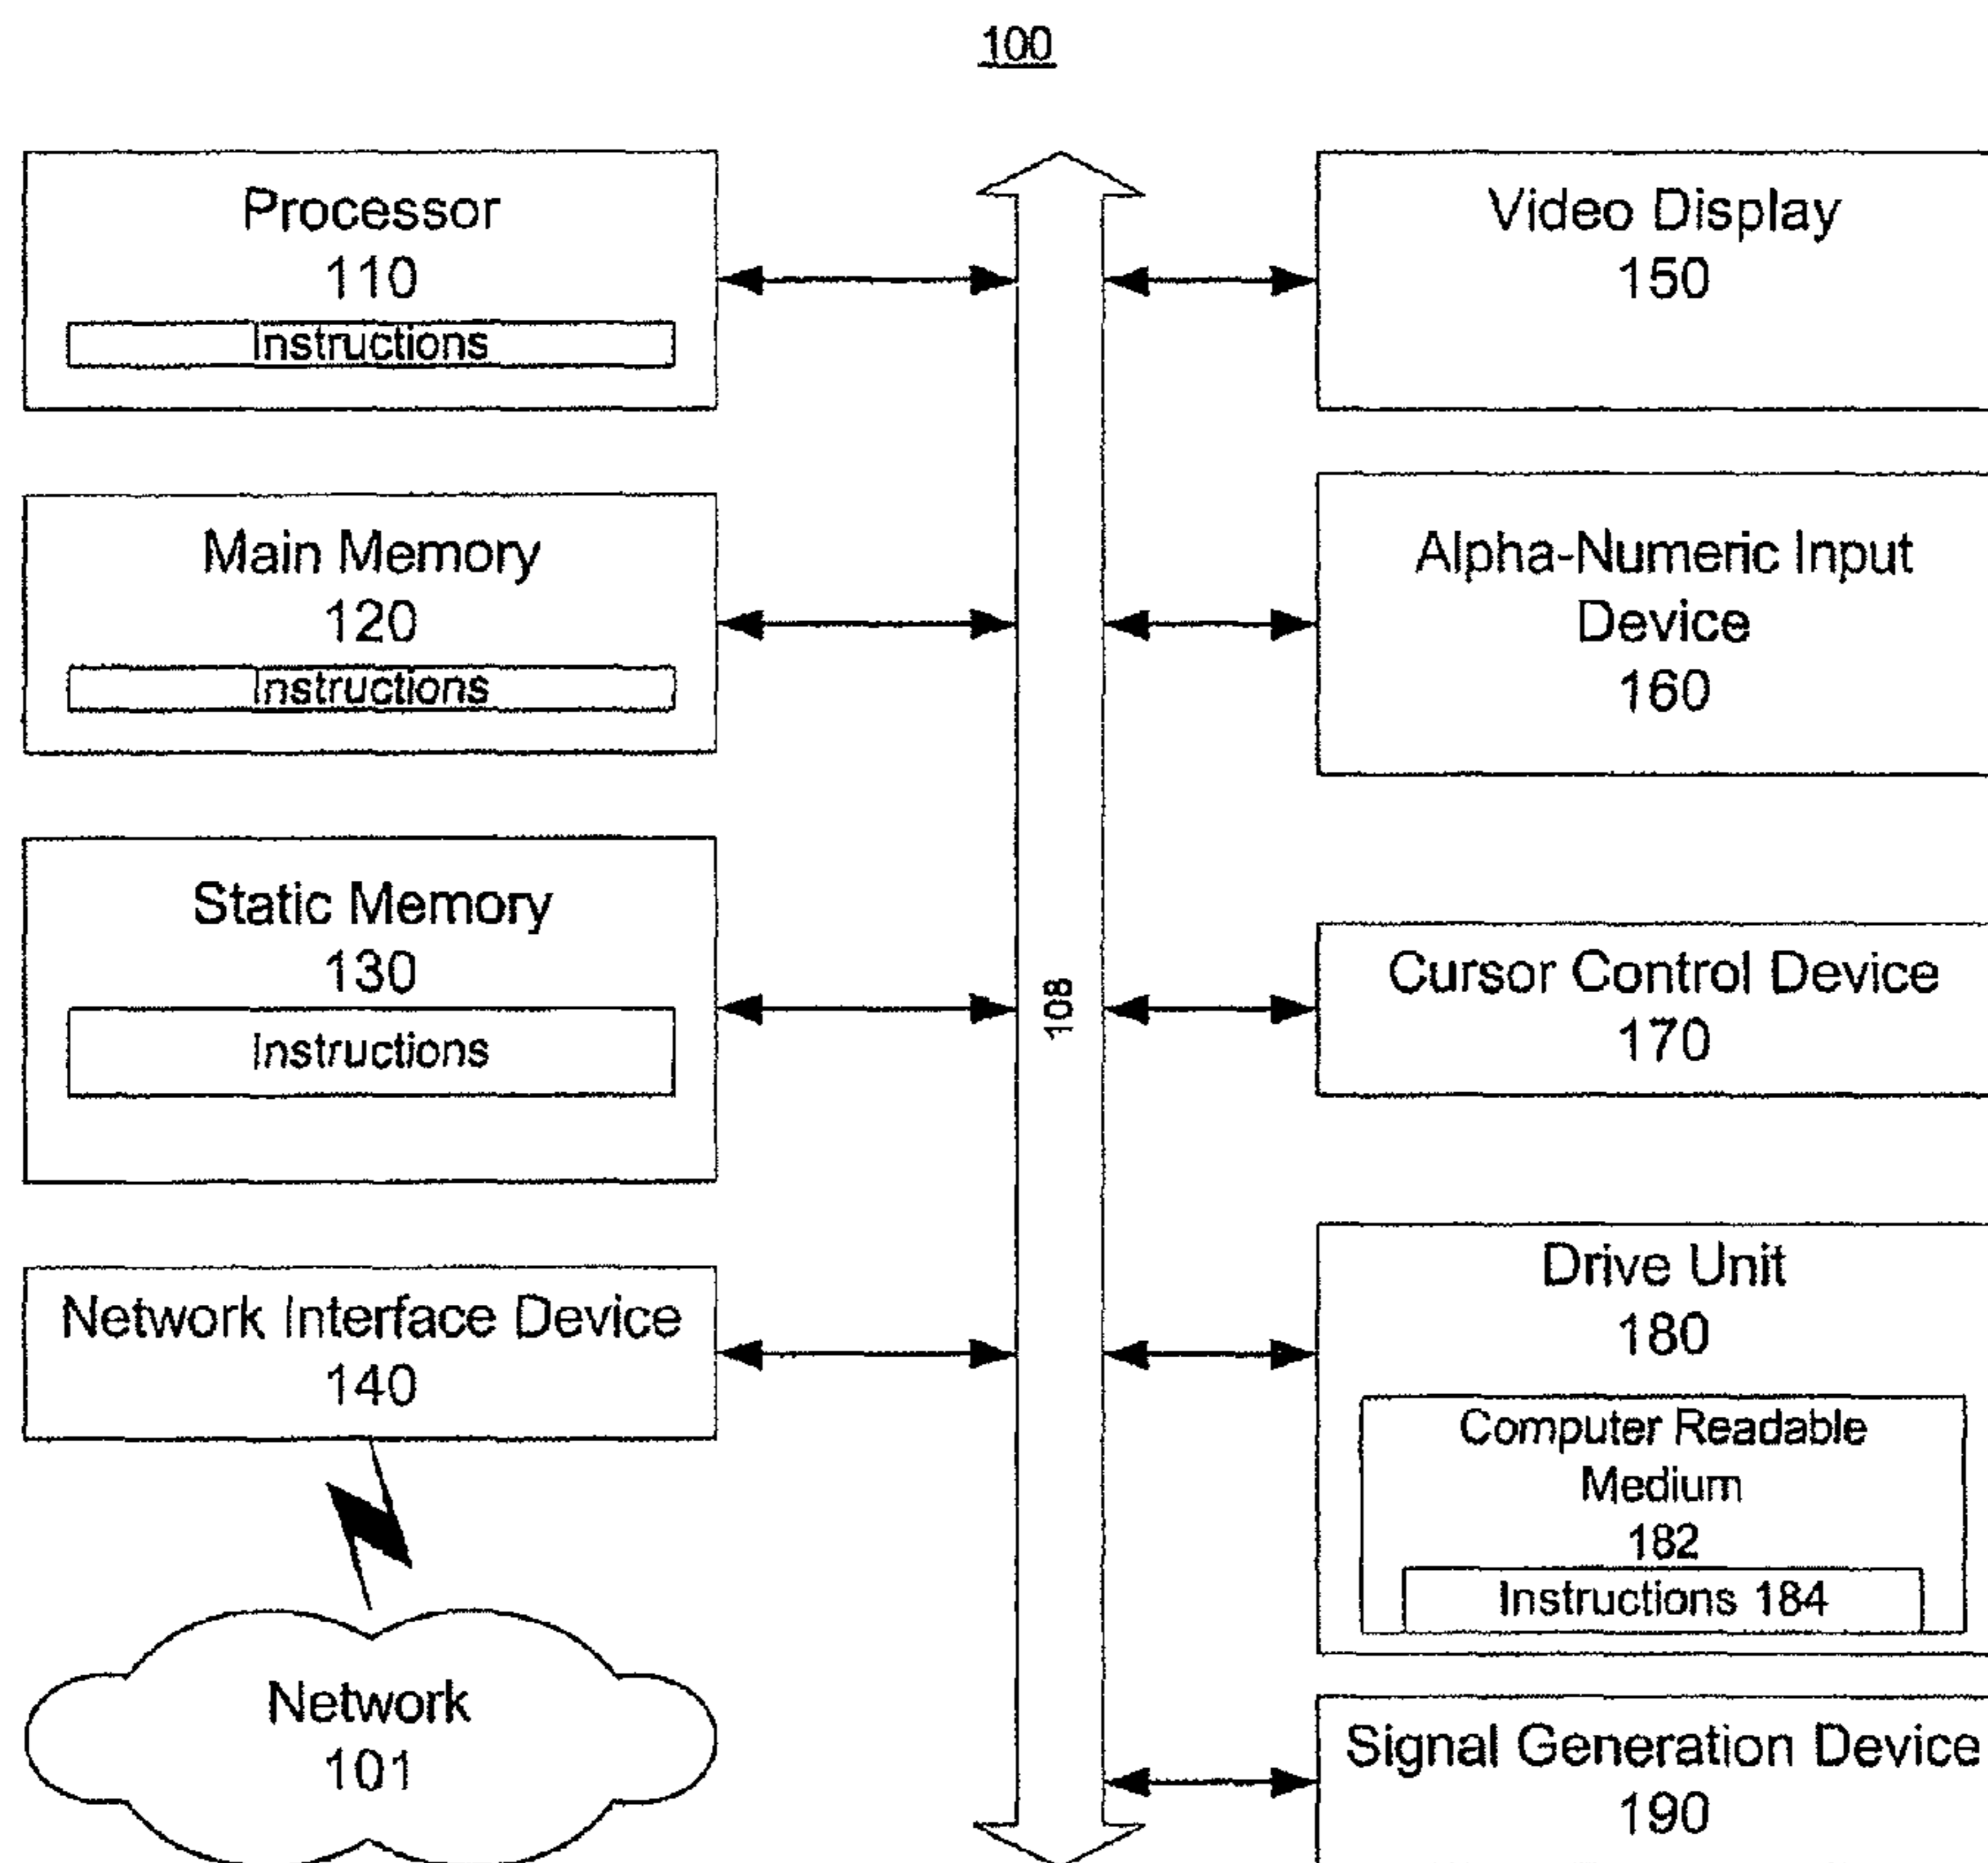 100
Processor
110
Instructions
Main Memory
120
Instructions
Static Memory
130
Instructions
Network Interface Device
140
Network
101
108
Video Display
150
Alpha-Numeric Input
Device
160
Cursor Control Device
170
Drive Unit
180
Computer Readable
Medium
182
Instructions 184
Signal Generation Device
190